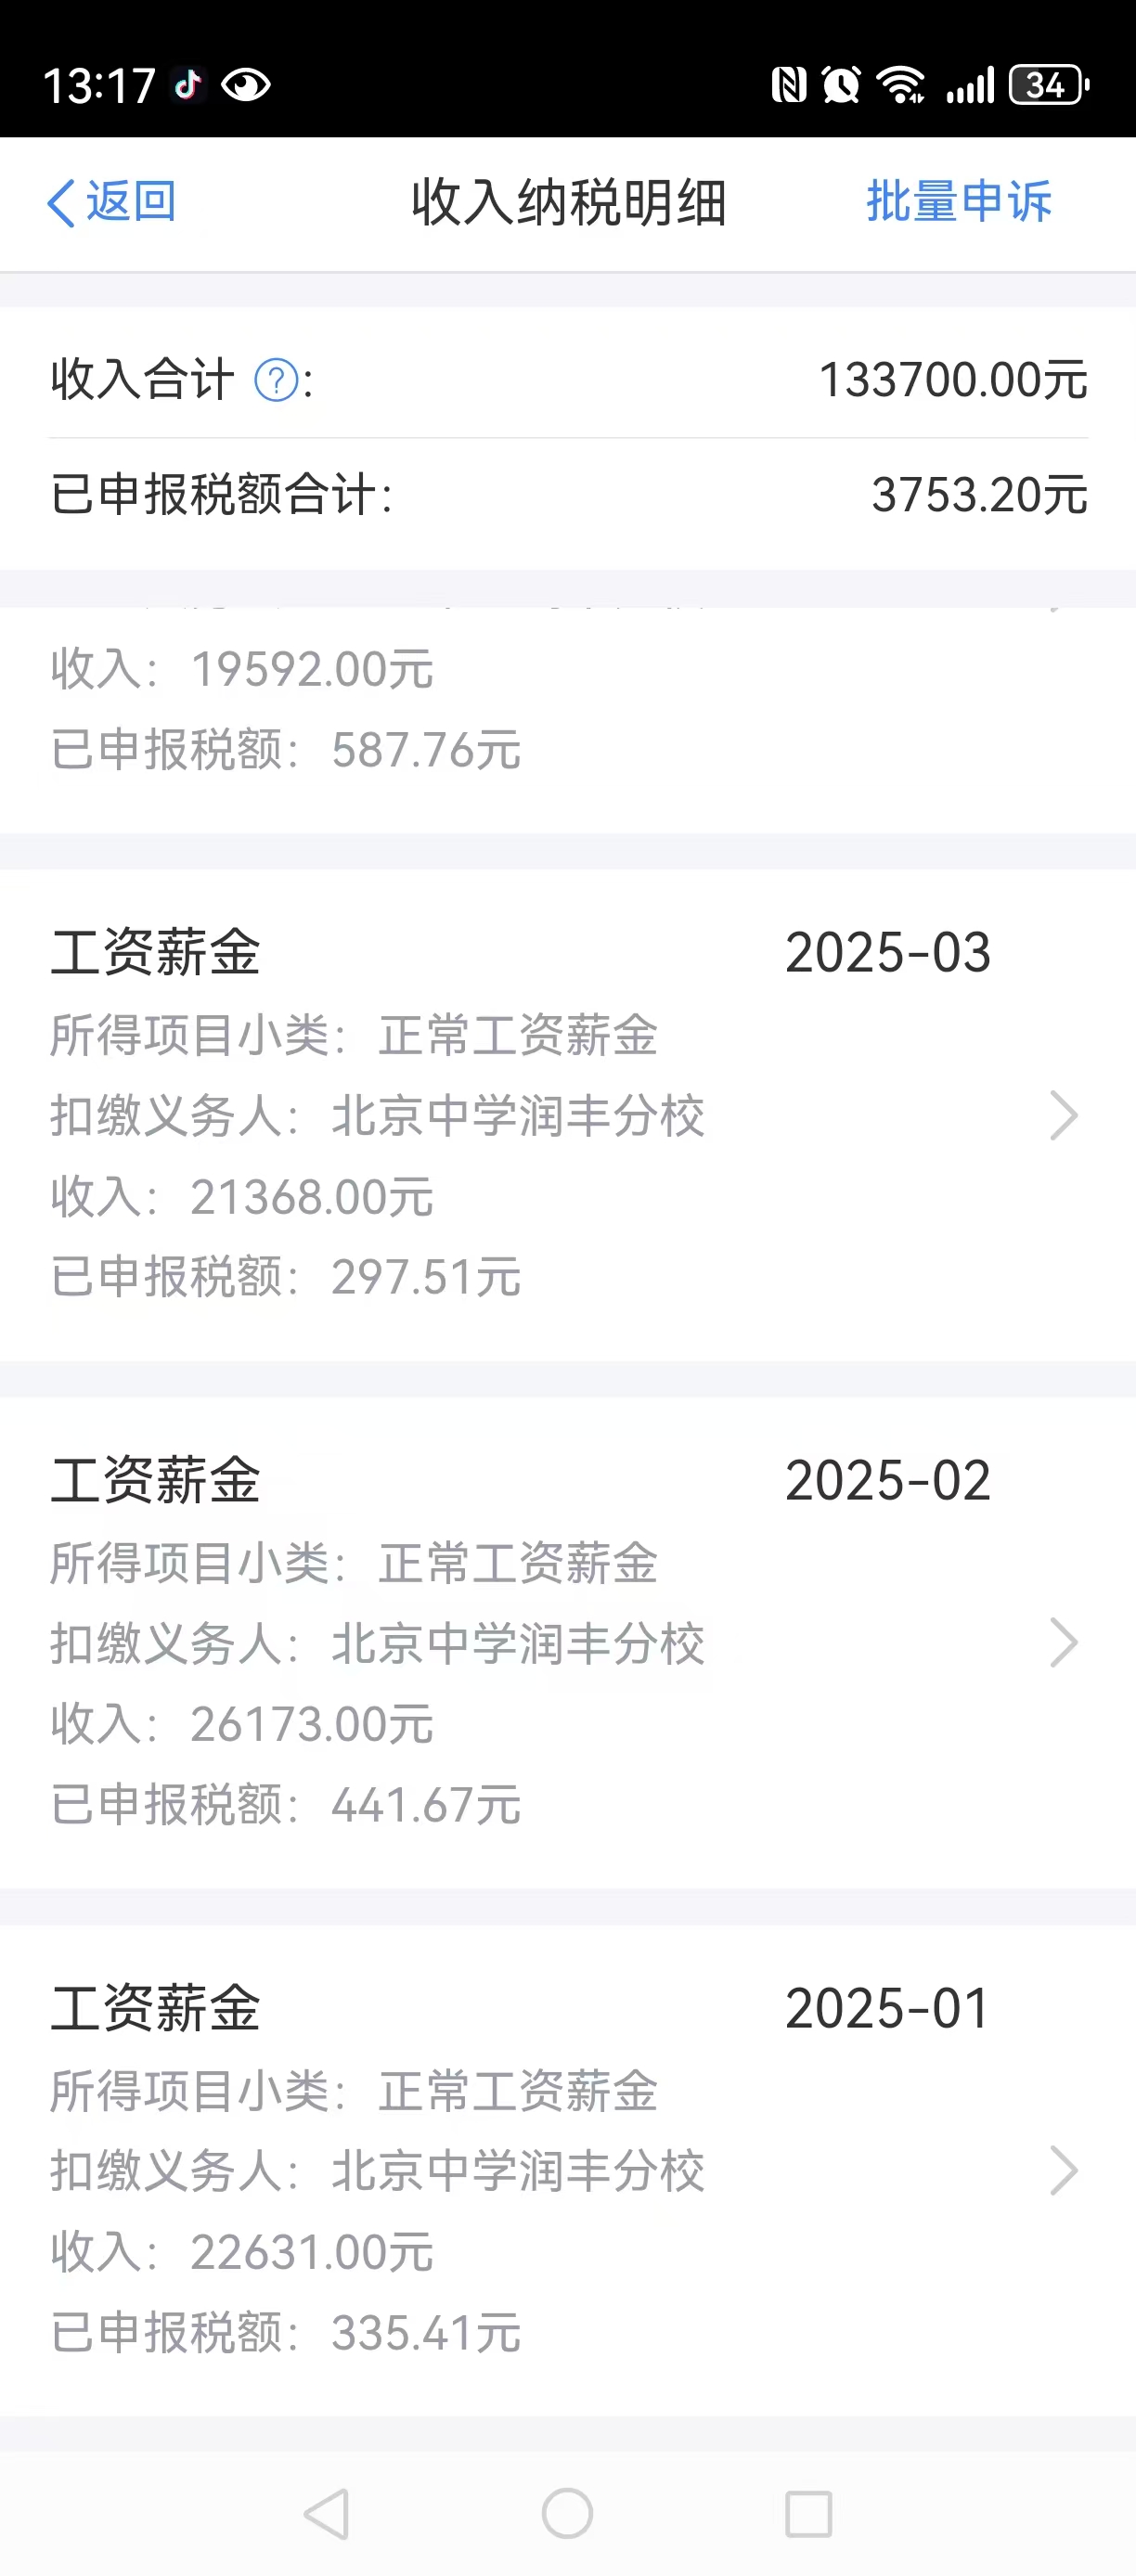 13:17
34
返回 收入纳税明细 批量申诉
收入合计 ?: 133700.00元
已申报税额合计: 3753.20元
收入: 19592.00元
已申报税额: 587.76元
工资薪金 2025-03
所得项目小类: 正常工资薪金
扣缴义务人: 北京中学润丰分校
收入: 21368.00元
已申报税额: 297.51元
工资薪金 2025-02
所得项目小类: 正常工资薪金
扣缴义务人: 北京中学润丰分校
收入: 26173.00元
已申报税额: 441.67元
工资薪金 2025-01
所得项目小类: 正常工资薪金
扣缴义务人: 北京中学润丰分校
收入: 22631.00元
已申报税额: 335.41元